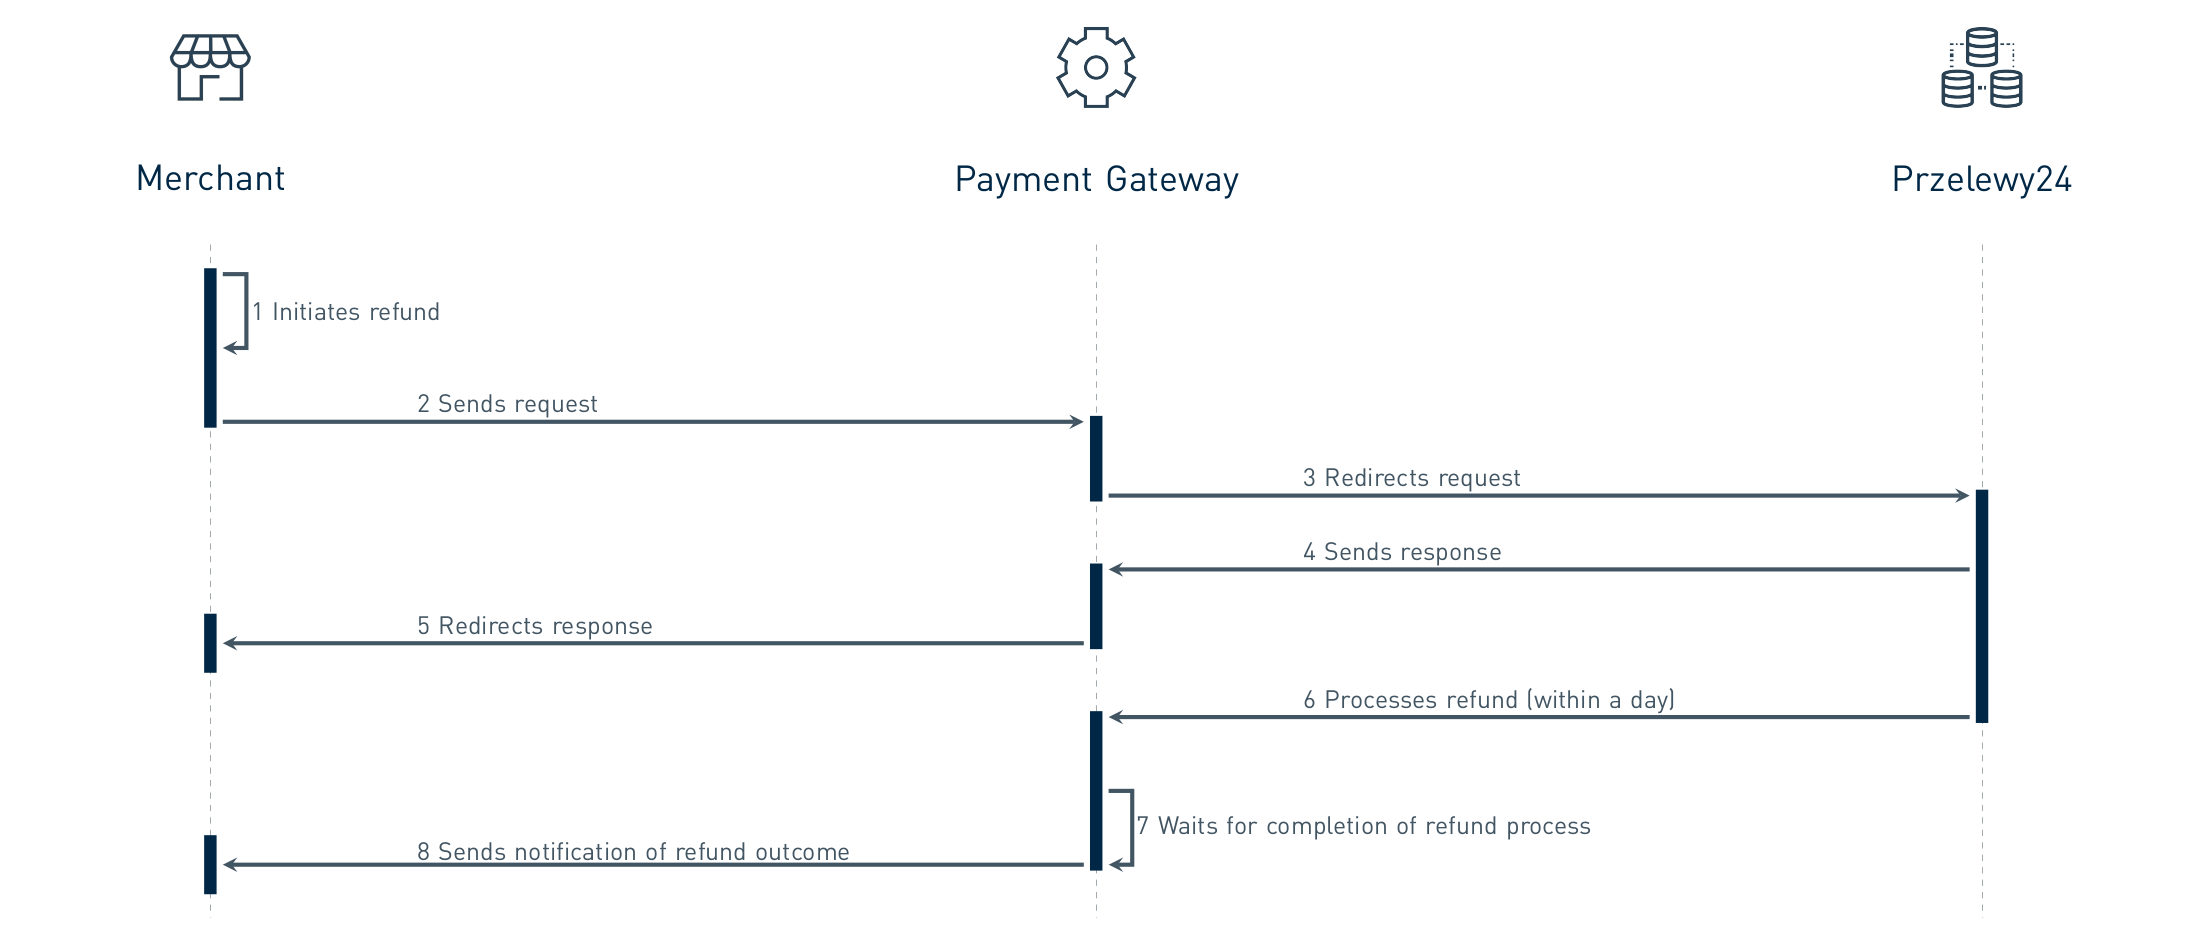 Merchant
Payment Gateway
Przelewy24
1 Initiates refund
2 Sends request
3 Redirects request
4 Sends response
5 Redirects response
6 Processes refund (within a day)
7 Waits for completion of refund process
8 Sends notification of refund outcome